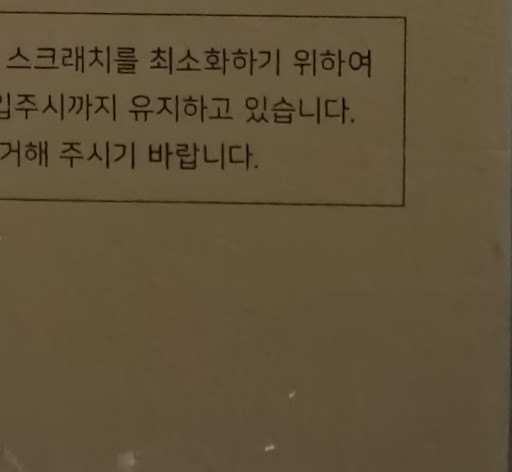 스크래치를 최소화하기 위하여
입주시까지 유지하고 있습니다.
거해 주시기 바랍니다.